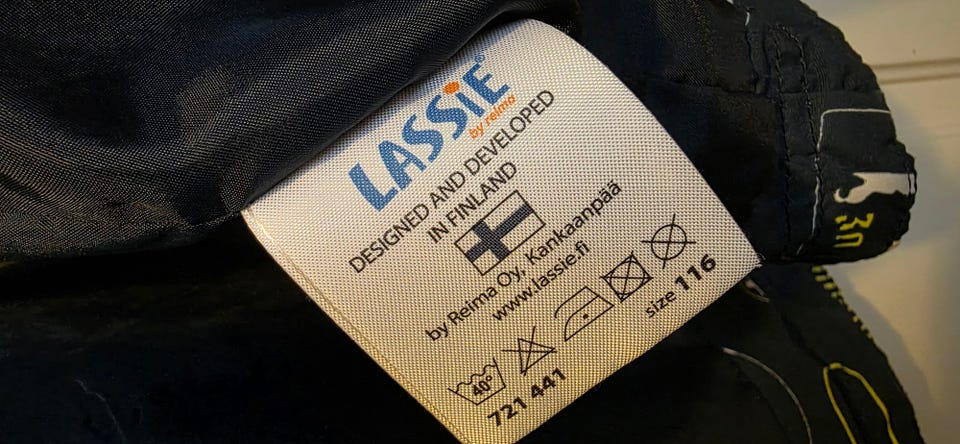 LASSiE®
by reima
DESIGNED AND DEVELOPED
IN FINLAND
by Reima Oy, Kankaanpää
www.lassie.fi
40°
size 116
721 441